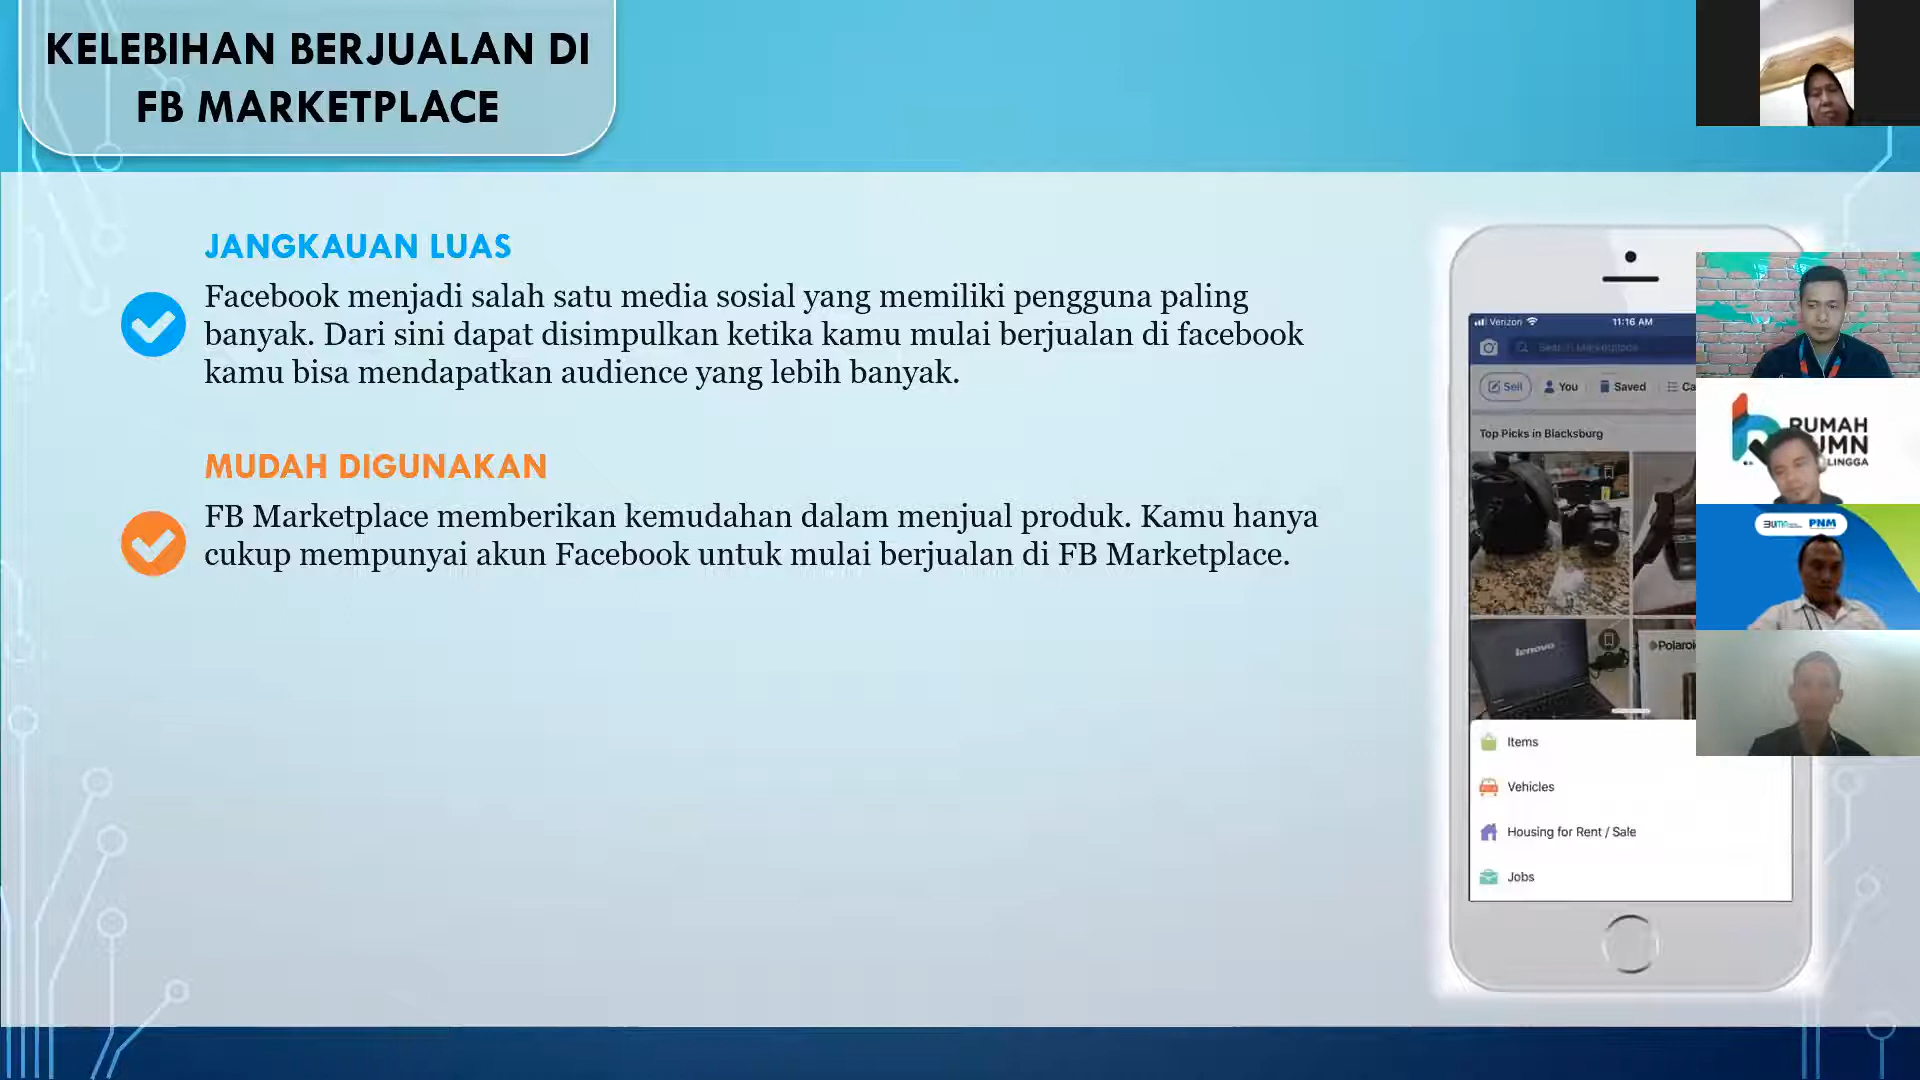 KELEBIHAN BERJUALAN DI
FB MARKETPLACE
JANGKAUAN LUAS
Facebook menjadi salah satu media sosial yang memiliki pengguna paling
banyak. Dari sini dapat disimpulkan ketika kamu mulai berjualan di facebook
kamu bisa mendapatkan audience yang lebih banyak.
MUDAH DIGUNAKAN
FB Marketplace memberikan kemudahan dalam menjual produk. Kamu hanya
cukup mempunyai akun Facebook untuk mulai berjualan di FB Marketplace.
Verizon 11:16 AM
Search Marketplace
Sell You Saved
Top Picks in Blacksburg
lenovo
Polaroi
Items
Vehicles
Housing for Rent / Sale
Jobs
RUMAH
UMN
LINGGA
PNM